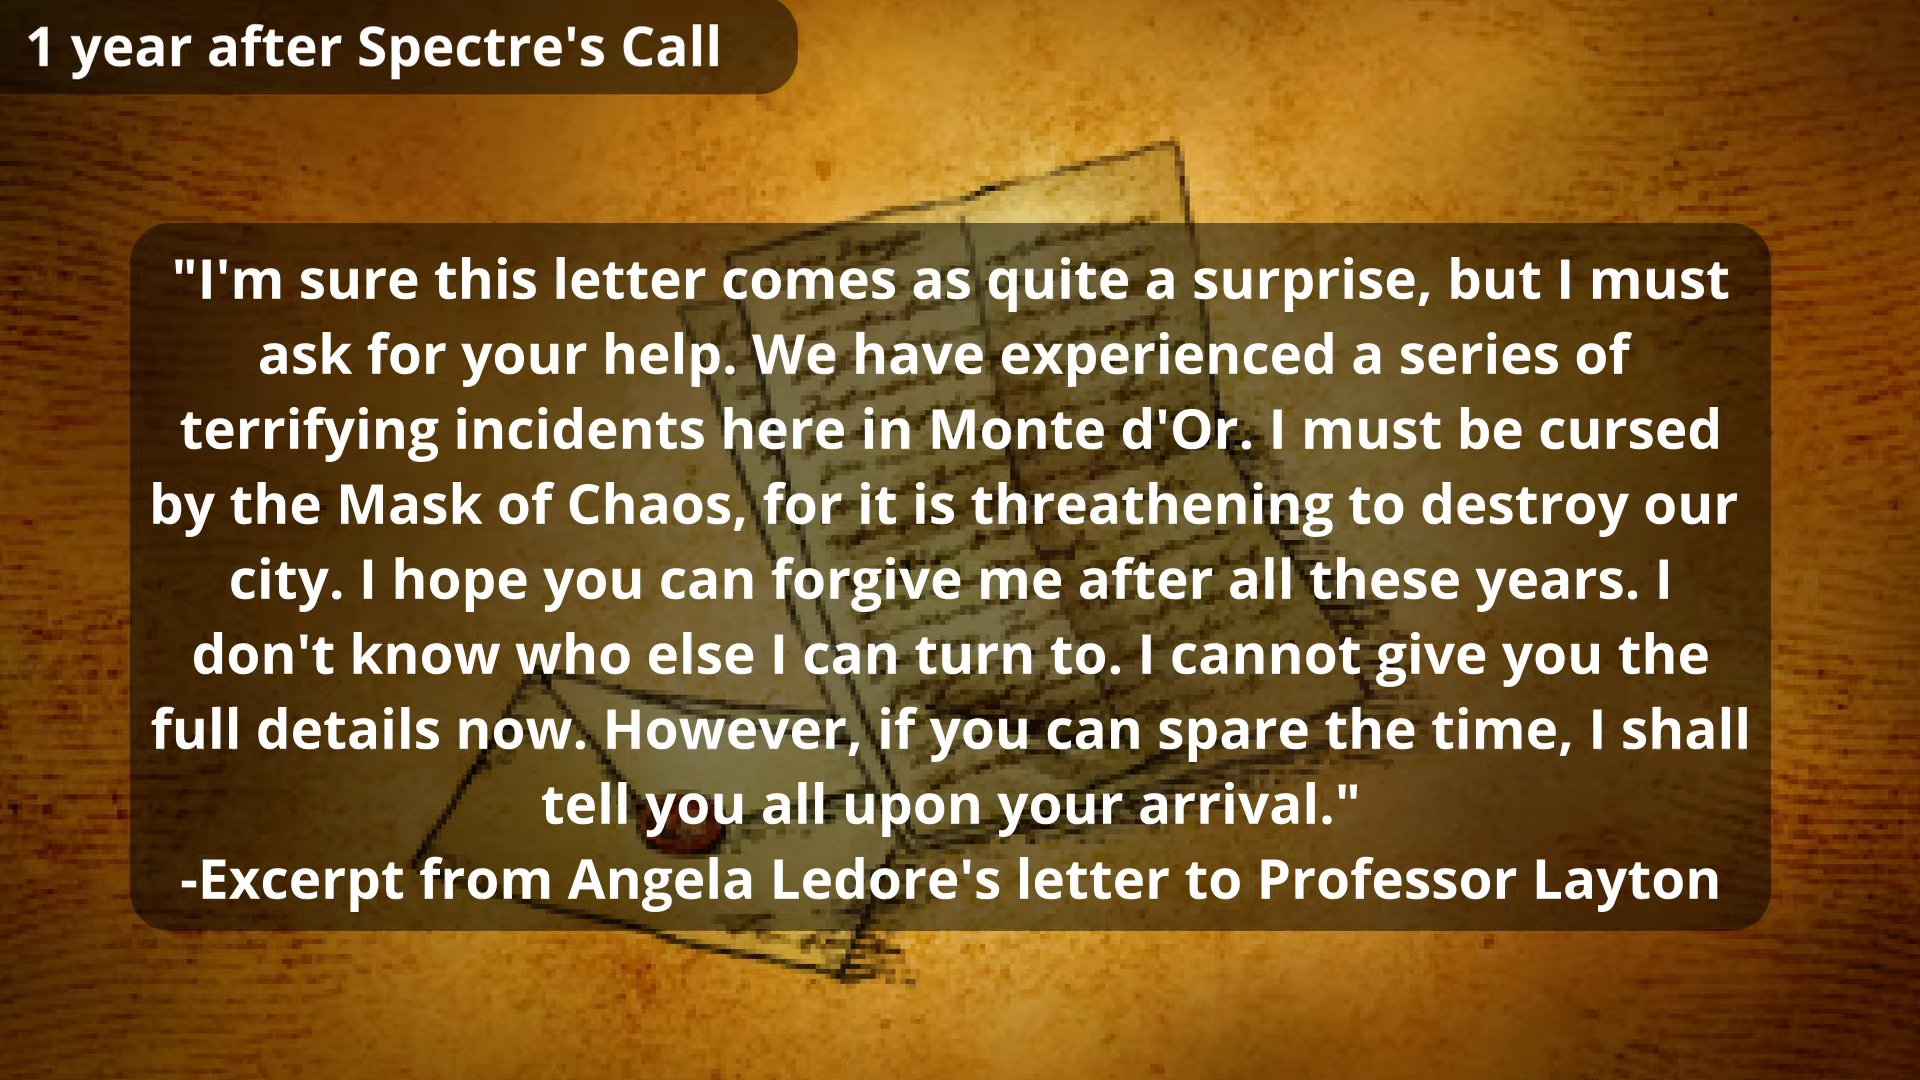 1 year after Spectre's Call
"I'm sure this letter comes as quite a surprise, but I must
ask for your help. We have experienced a series of
terrifying incidents here in Monte d'Or. I must be cursed
by the Mask of Chaos, for it is threathening to destroy our
city. I hope you can forgive me after all these years. I
don't know who else I can turn to. I cannot give you the
full details now. However, if you can spare the time, I shall
tell you all upon your arrival."
-Excerpt from Angela Ledore's letter to Professor Layton